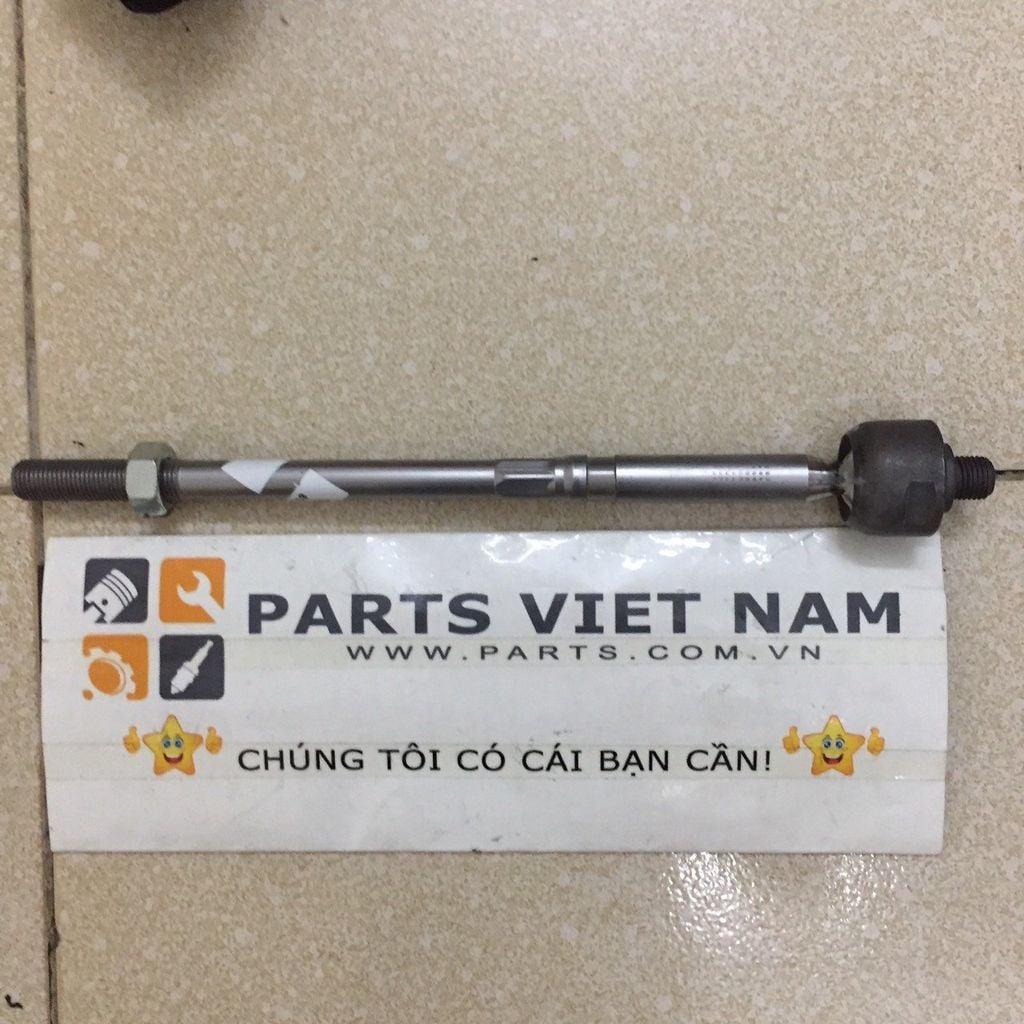 PARTS VIET NAM
WWW.PARTS.COM.VN
CHÚNG TÔI CÓ CÁI BẠN CẦN!